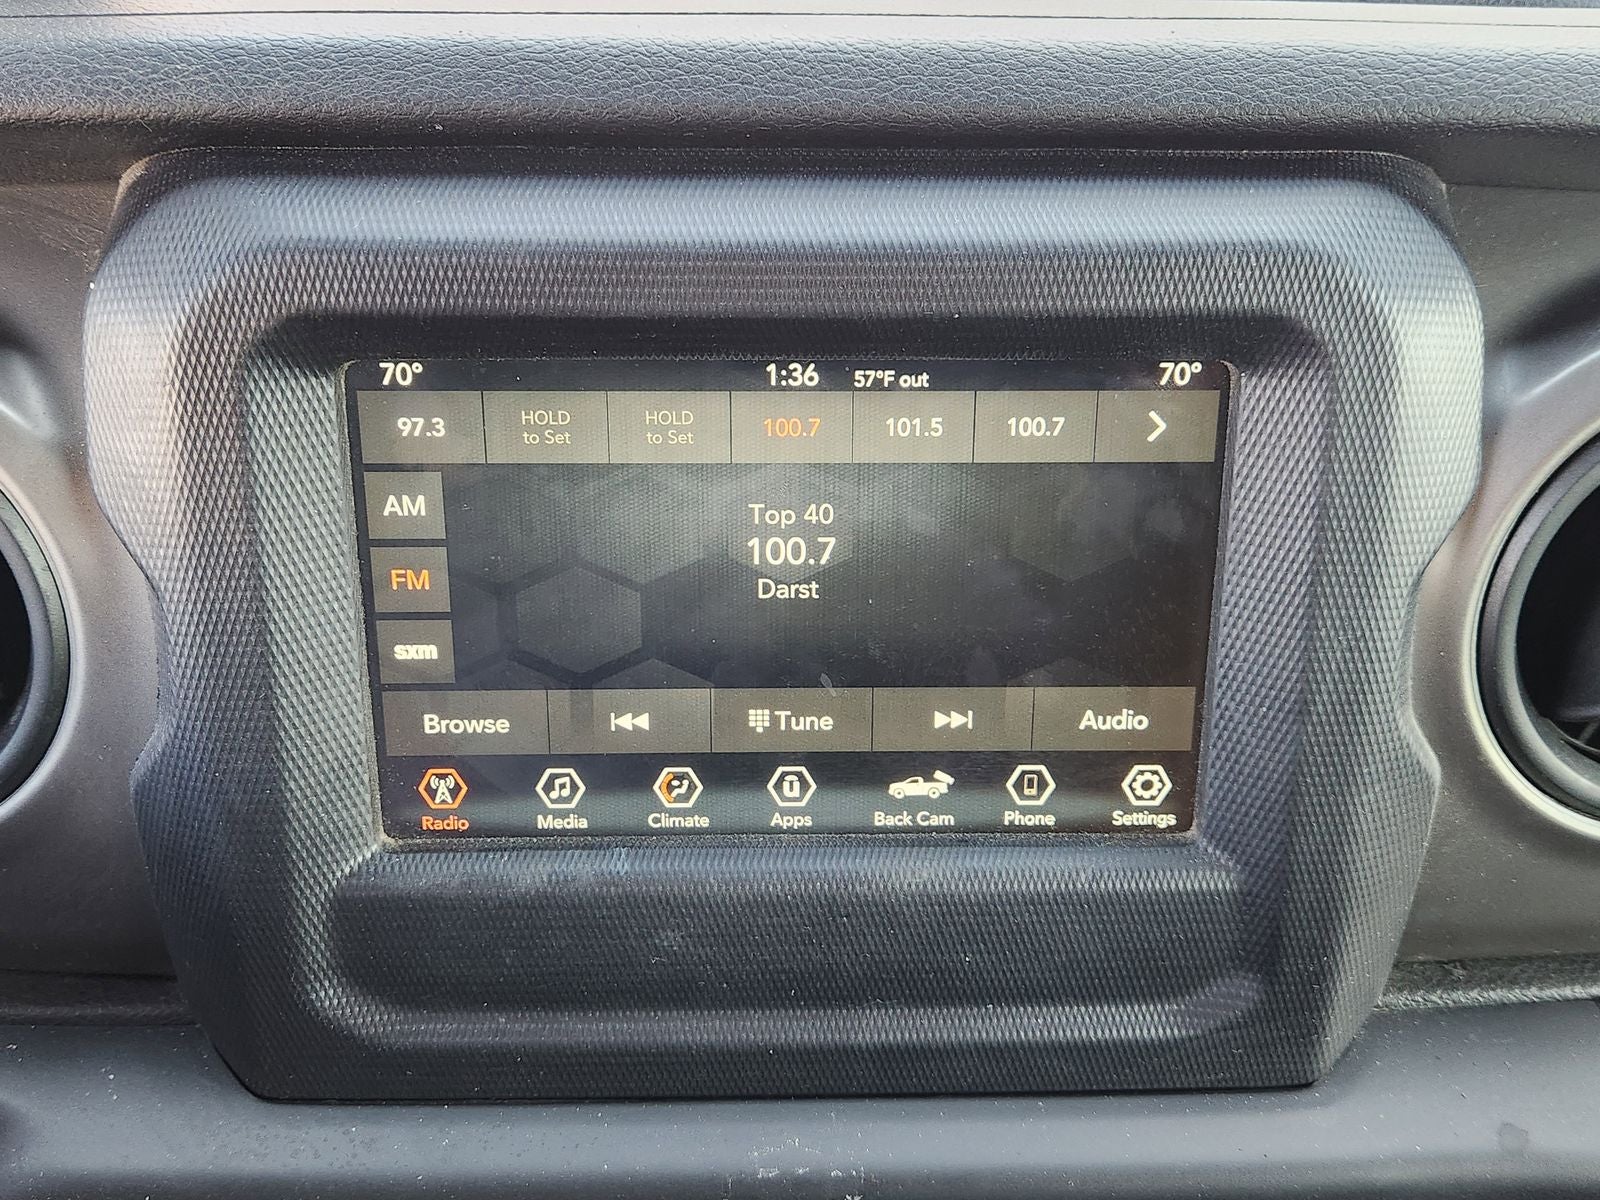 70° 1:36 57°F out 70°
97.3 HOLD to Set HOLD to Set 100.7 101.5 100.7
AM
Top 40
100.7
Darst
FM
sxm
Browse Tune Audio
Radio Media Climate Apps Back Cam Phone Settings